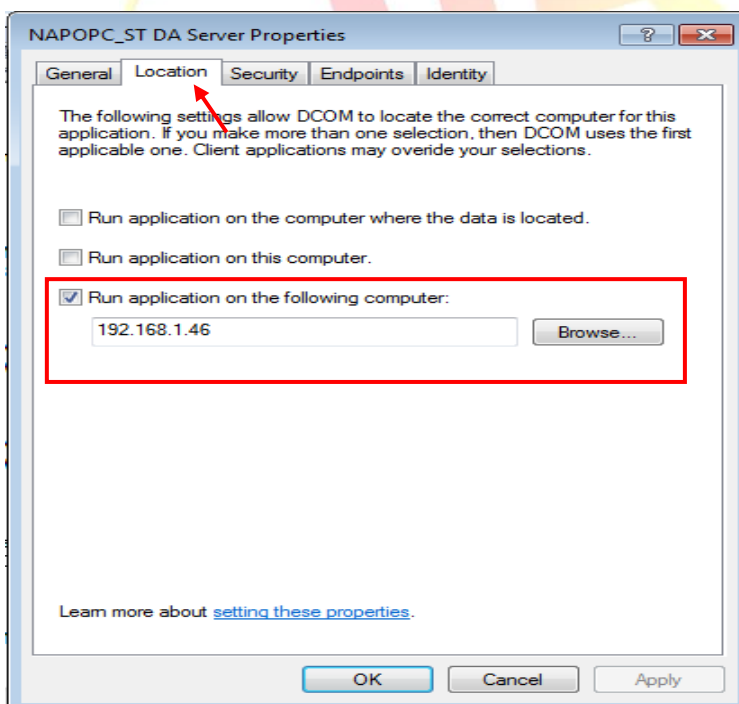 NAPOPC_ST DA Server Properties
General Location Security Endpoints Identity
The following settings allow DCOM to locate the correct computer for this
application. If you make more than one selection, then DCOM uses the first
applicable one. Client applications may overide your selections.
Run application on the computer where the data is located.
Run application on this computer.
Run application on the following computer:
192.168.1.46
Browse...
Learn more about setting these properties.
OK Cancel Apply